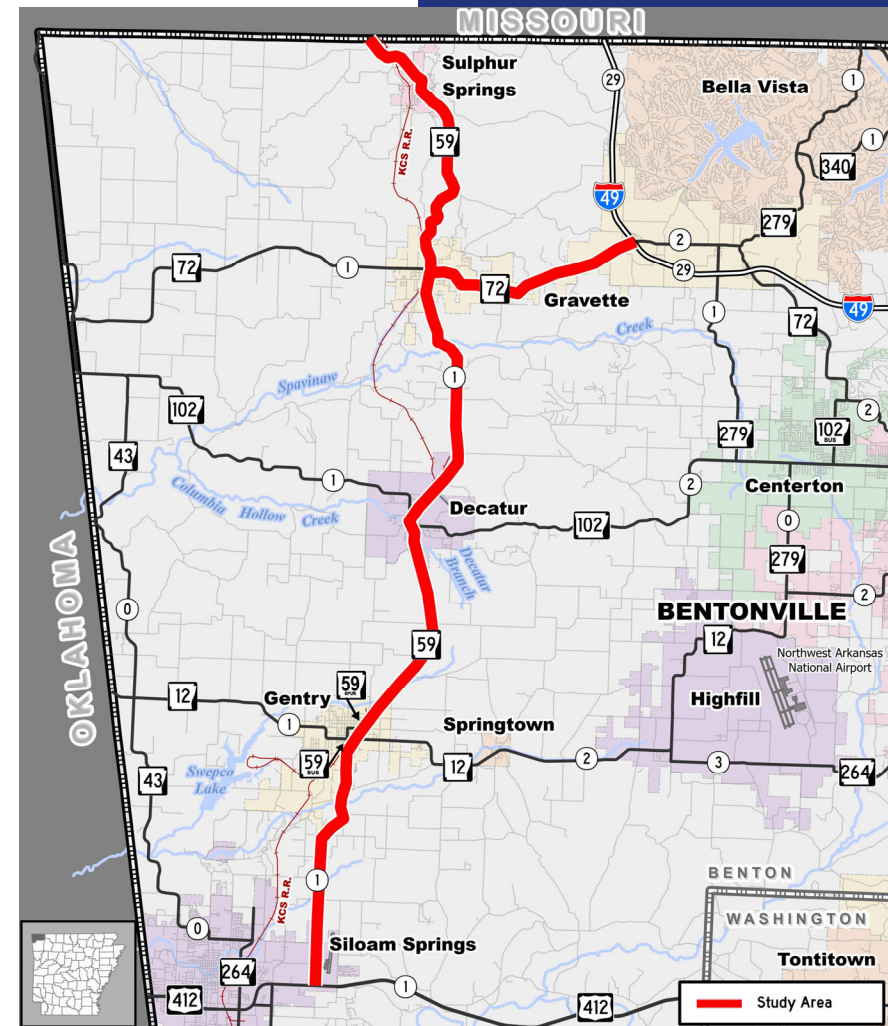 MISSOURI
Sulphur
Springs
29
1
Bella Vista
1
59
KCS R.R.
340
49
279
2
72
1
72
Gravette
29
49
1
72
Creek
Spavinaw
1
2
102
102
BUS
43
279
1
2
Centerton
Columbia Hollow Creek
Decatur
0
102
OKLAHOMA
Decatur
Branch
279
0
2
BENTONVILLE
59
12
Northwest Arkansas
National Airport
59
SPUR
Gentry
12
Highfill
1
Springtown
59
BUS
12
2
3
264
43
Swepco
Lake
1
BENTON
KCS R.R.
WASHINGTON
0
Siloam Springs
Tontitown
264
1
412
412
Study Area